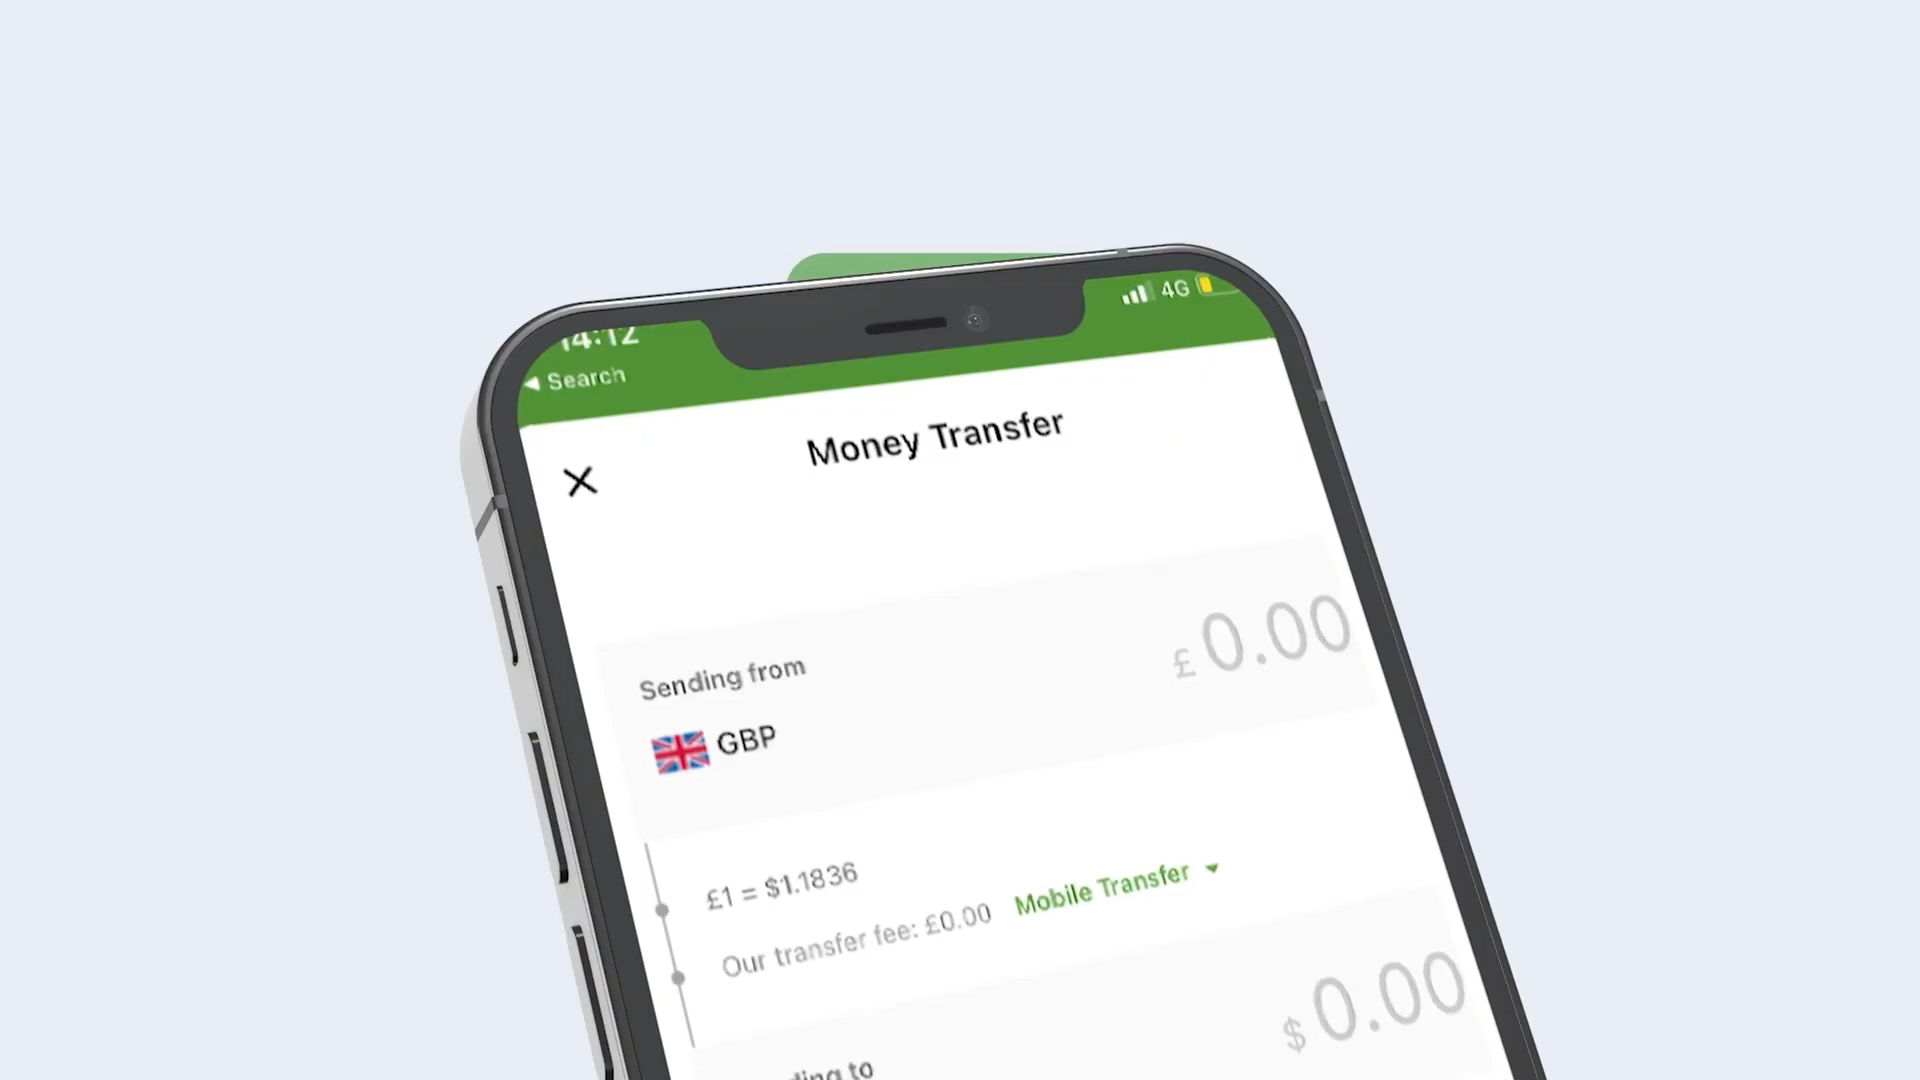 14:12
4G
Search
Money Transfer
£ 0.00
Sending from
GBP
£1 = $1.1836
Our transfer fee: £0.00 Mobile Transfer
$ 0.00
to